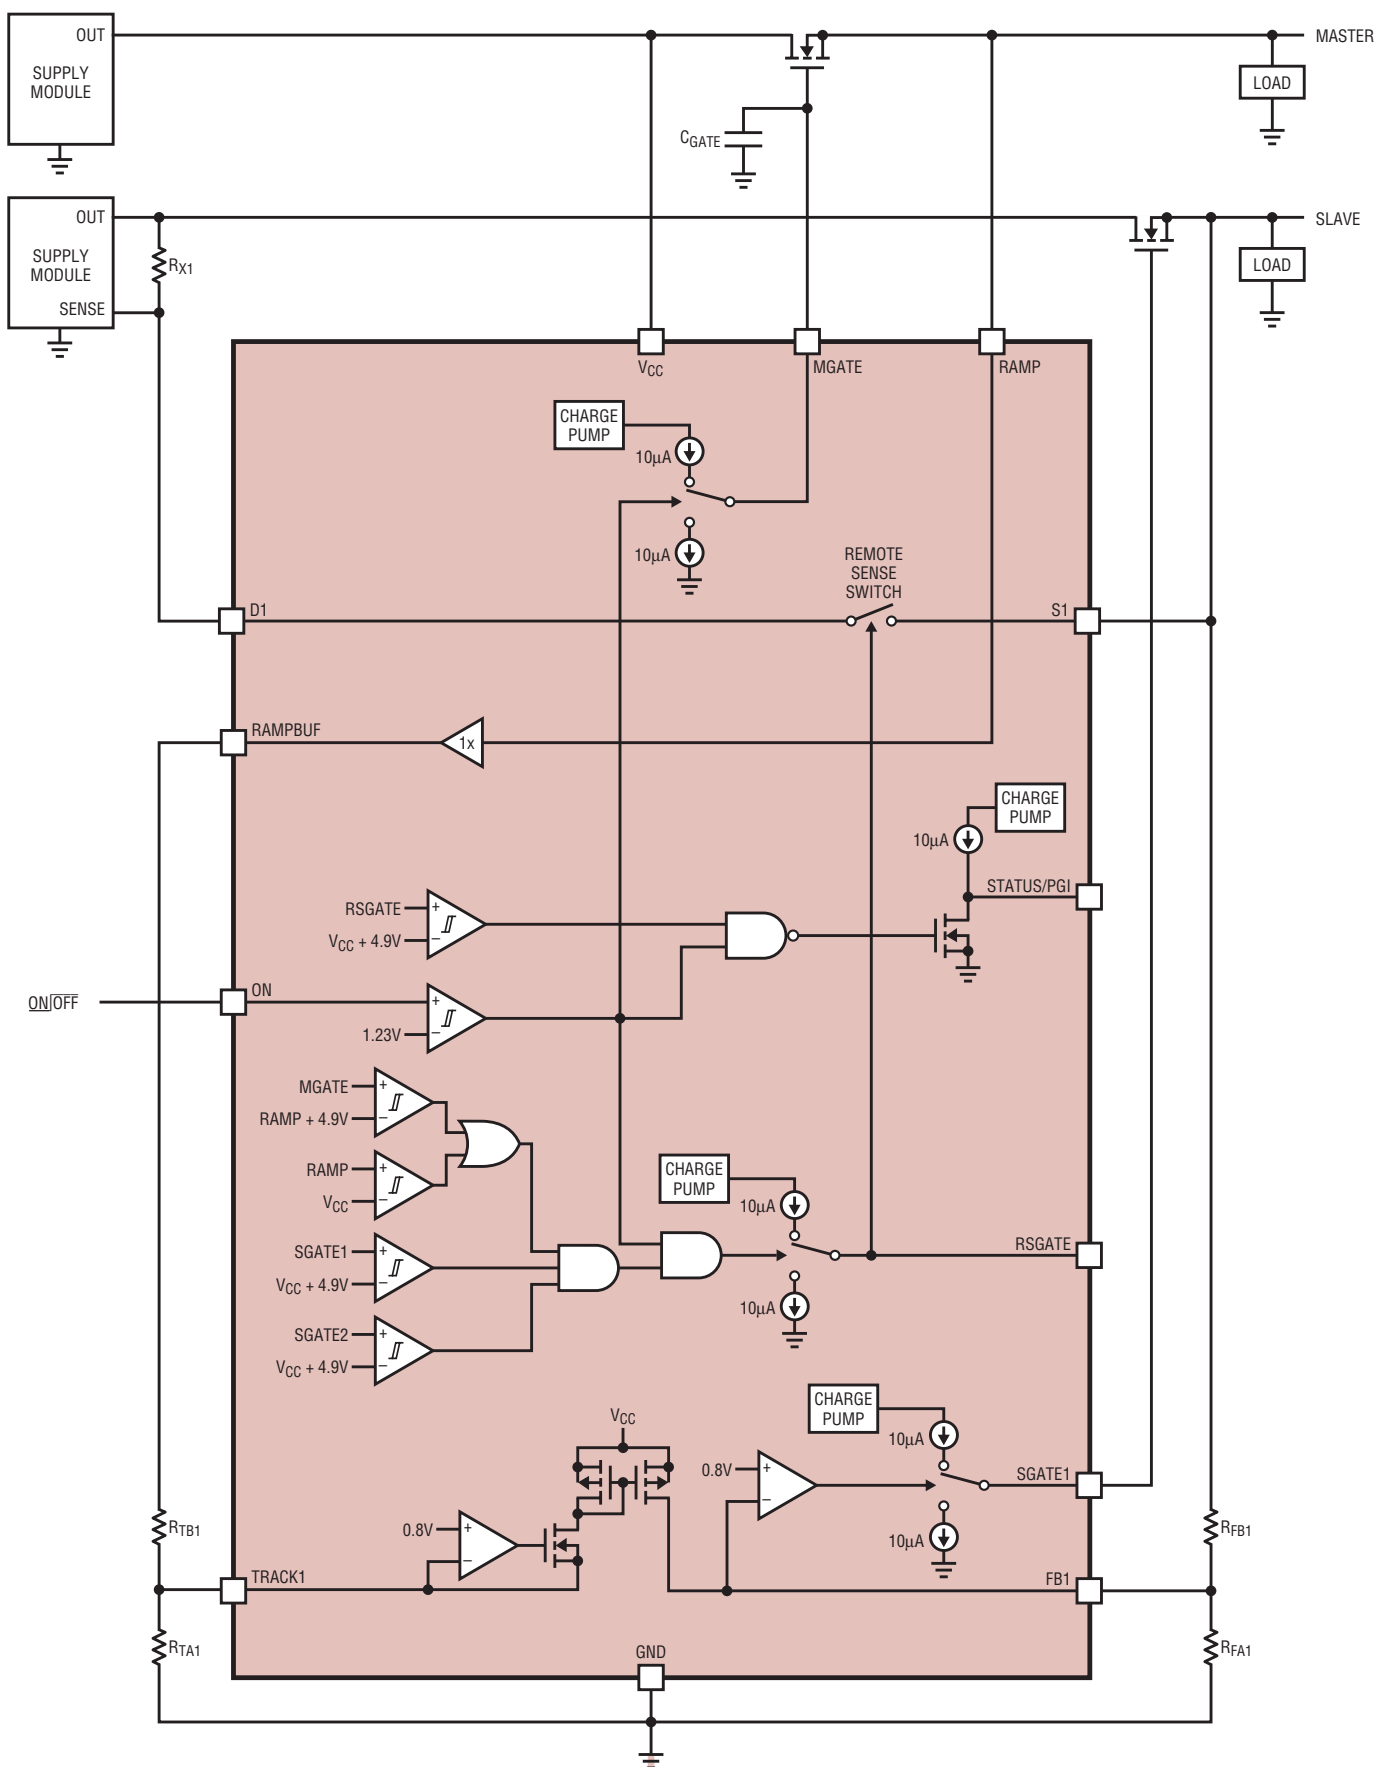 OUT
MASTER
SUPPLY
MODULE
LOAD
CGATE
OUT
SLAVE
SUPPLY
MODULE
RX1
LOAD
SENSE
VCC
MGATE
RAMP
CHARGE
PUMP
10µA
10µA
REMOTE
SENSE
SWITCH
D1
S1
RAMPBUF
1x
CHARGE
PUMP
10µA
STATUS/PGI
RSGATE
+
VCC + 4.9V
–
ON
ON/OFF
+
1.23V
–
MGATE
+
RAMP + 4.9V
–
RAMP
+
VCC
–
CHARGE
PUMP
10µA
SGATE1
+
RSGATE
VCC + 4.9V
–
10µA
SGATE2
+
VCC + 4.9V
–
CHARGE
PUMP
VCC
10µA
0.8V
+
–
SGATE1
RTB1
0.8V
+
–
10µA
RFB1
TRACK1
FB1
RTA1
GND
RFA1